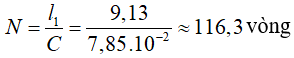 N = l₁/C = 9,13/7,85.10⁻² ≈ 116,3 vòng